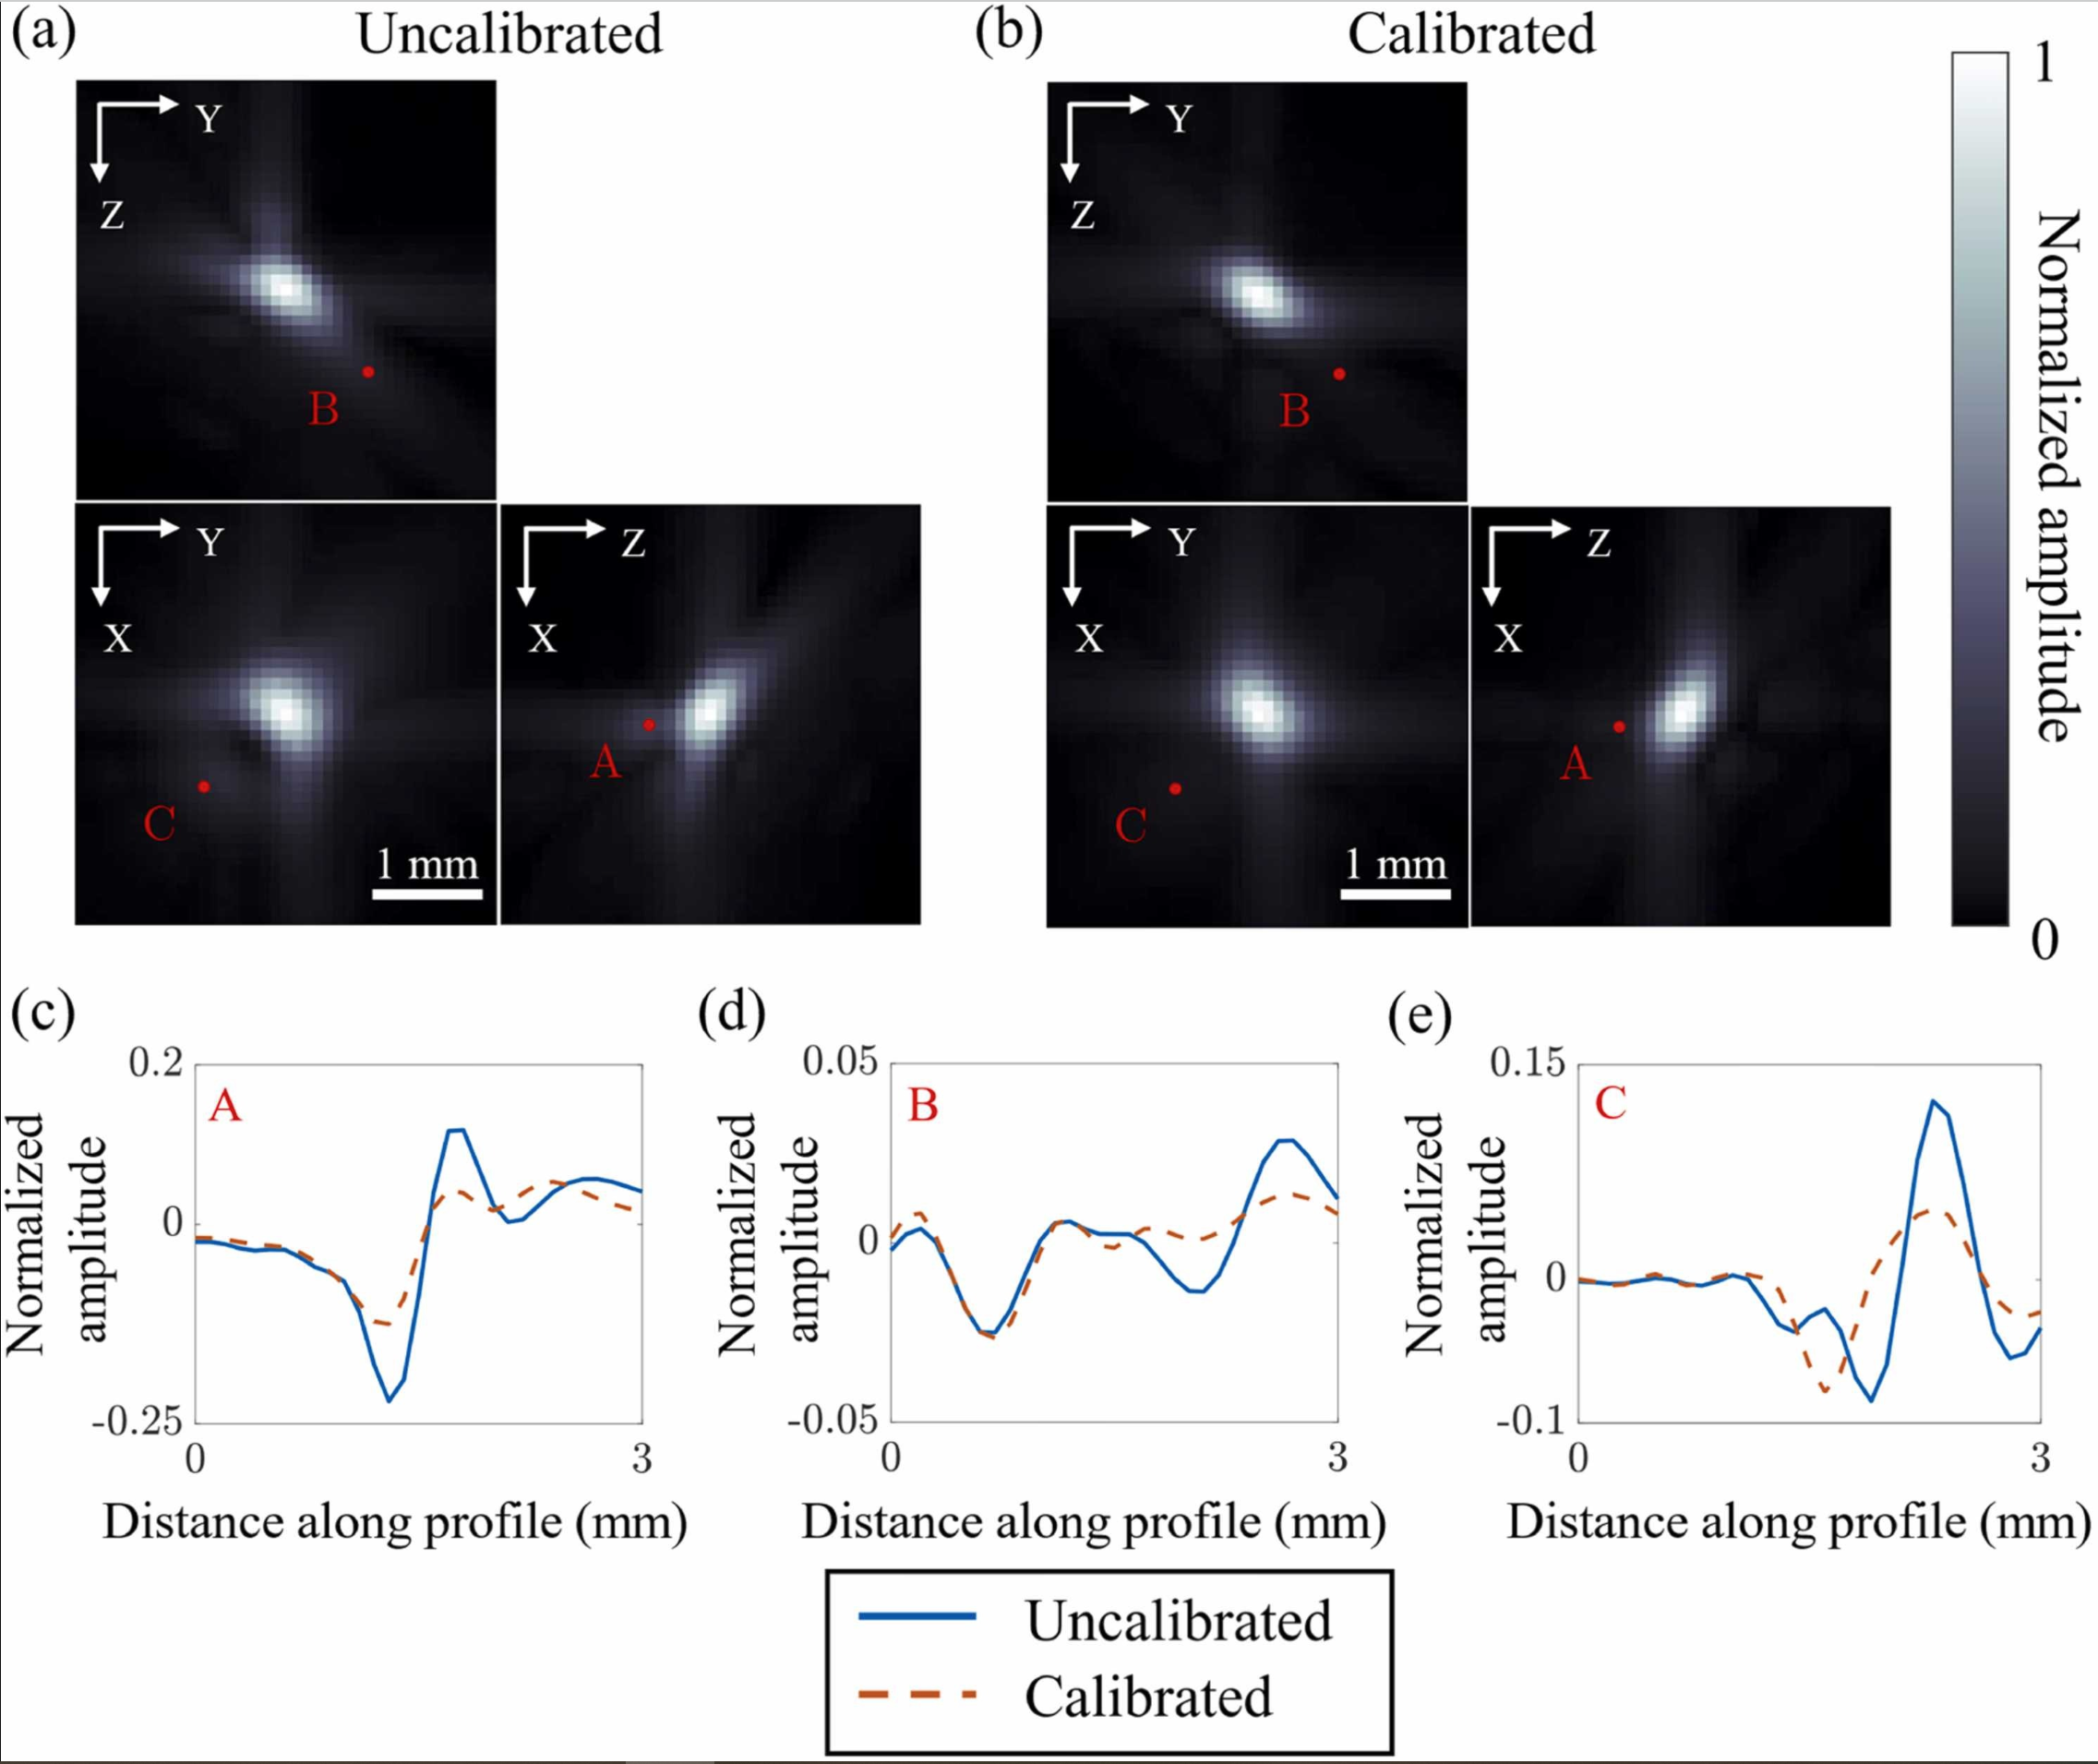 (a)
Uncalibrated
(b)
Calibrated
Y
Z
B
Y
X
C
1 mm
Z
X
A
Y
Z
B
Y
X
C
1 mm
Z
X
A
1
0
Normalized amplitude
(c)
0.2
0
-0.25
A
0
3
Normalized
amplitude
Distance along profile (mm)
(d)
0.05
0
-0.05
B
0
3
Normalized
amplitude
Distance along profile (mm)
(e)
0.15
0
-0.1
C
0
3
Normalized
amplitude
Distance along profile (mm)
Uncalibrated
Calibrated